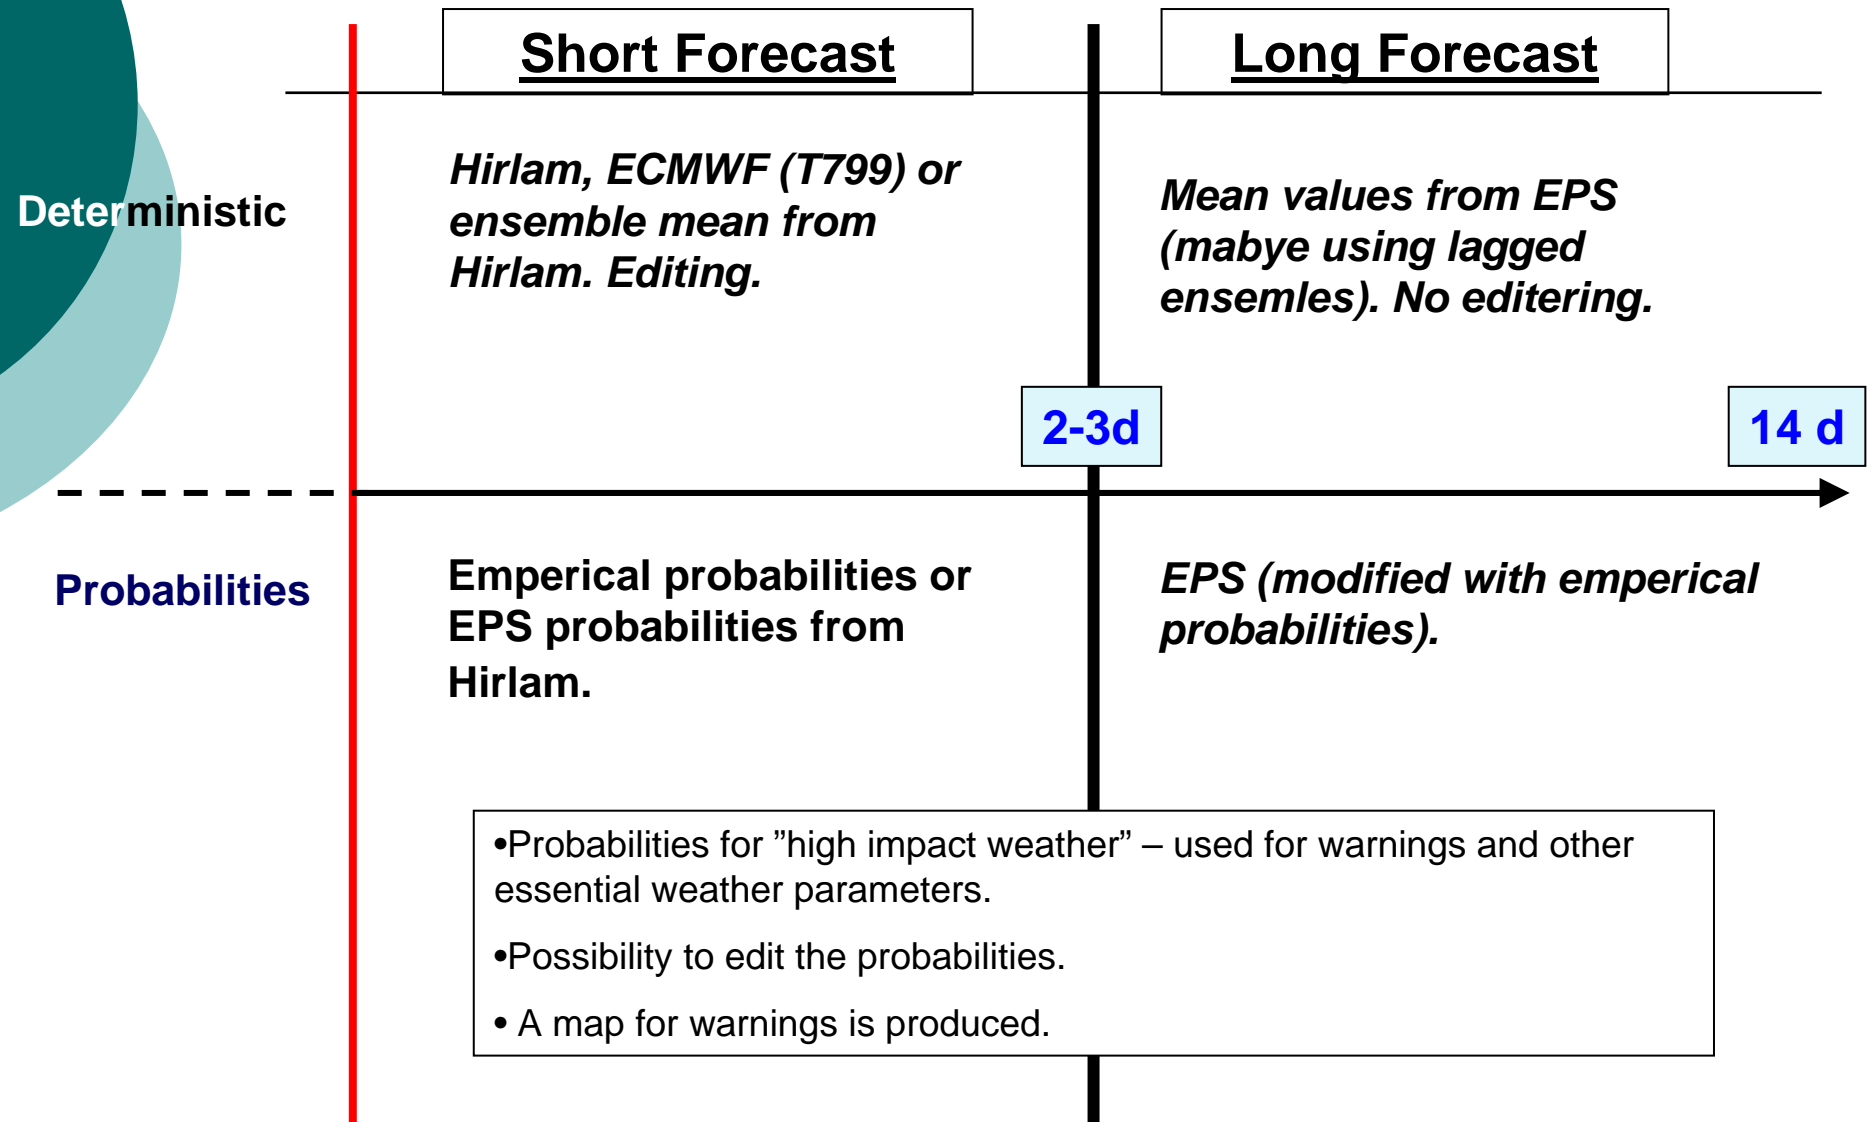 Short Forecast
Long Forecast
Deterministic
Hirlam, ECMWF (T799) or
ensemble mean from
Hirlam. Editing.
Mean values from EPS
(mabye using lagged
ensemles). No editering.
2-3d
14 d
Probabilities
Emperical probabilities or
EPS probabilities from
Hirlam.
EPS (modified with emperical
probabilities).
•Probabilities for ”high impact weather” – used for warnings and other
essential weather parameters.
•Possibility to edit the probabilities.
• A map for warnings is produced.